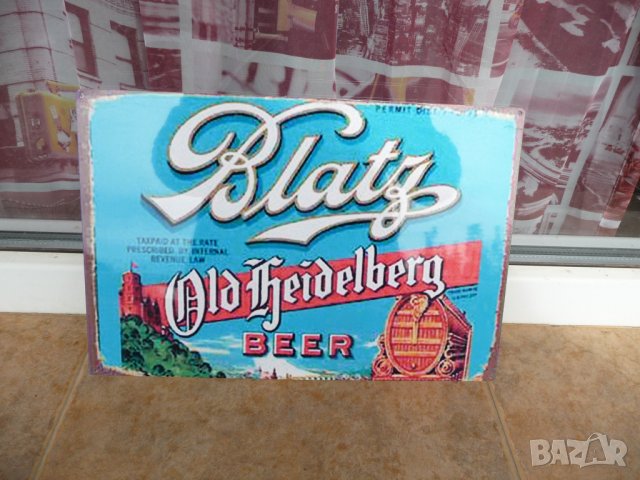 PERMIT
Blatz
TAXPAID AT THE RATE
PRESCRIBED BY INTERNAL
REVENUE LAW
Old Heidelberg
BEER
BAZAR